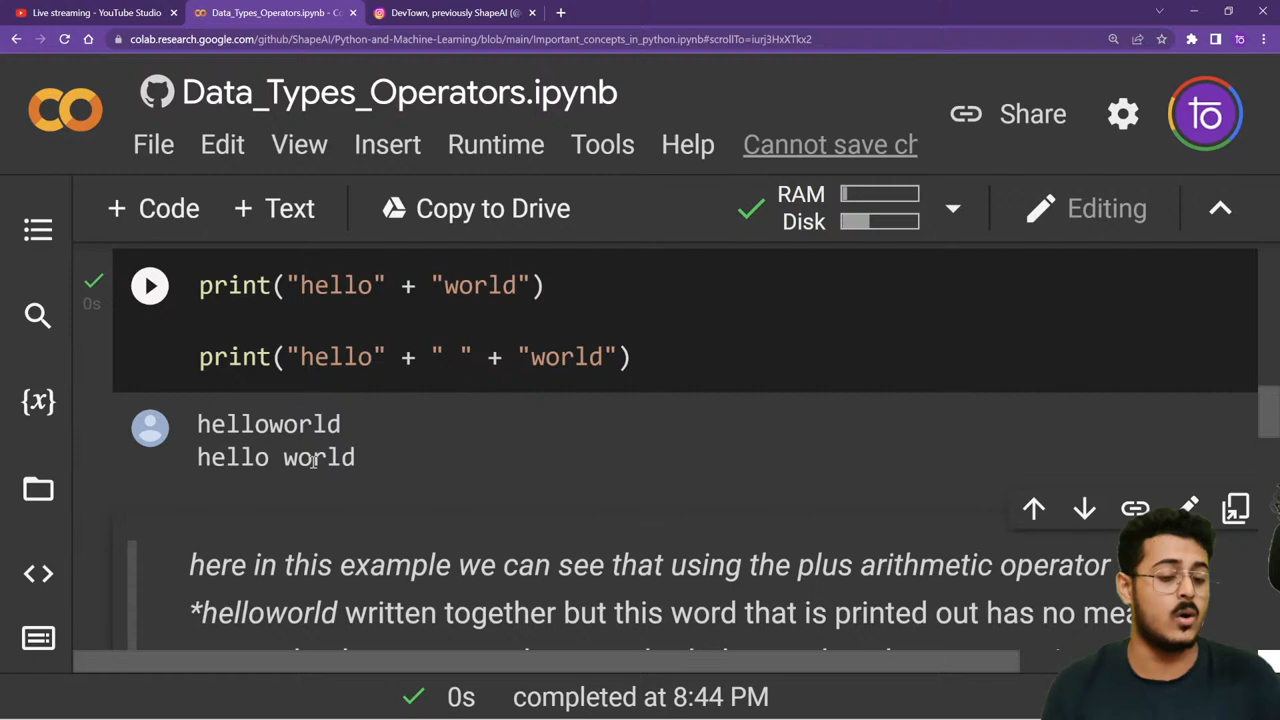 Live streaming - YouTube Studio
Data_Types_Operators.ipynb - Co
DevTown, previously ShapeAI (@
colab.research.google.com/github/ShapeAI/Python-and-Machine-Learning/blob/main/Important_concepts_in_python.ipynb#scrollTo=iurj3HxXTkx2
Data_Types_Operators.ipynb
Share
File Edit View Insert Runtime Tools Help Cannot save ch
+ Code + Text Copy to Drive
RAM
Disk
Editing
print("hello" + "world")
0s
print("hello" + " " + "world")
helloworld
hello world
{x}
here in this example we can see that using the plus arithmetic operator
*helloworld written together but this word that is printed out has no mea
0s completed at 8:44 PM